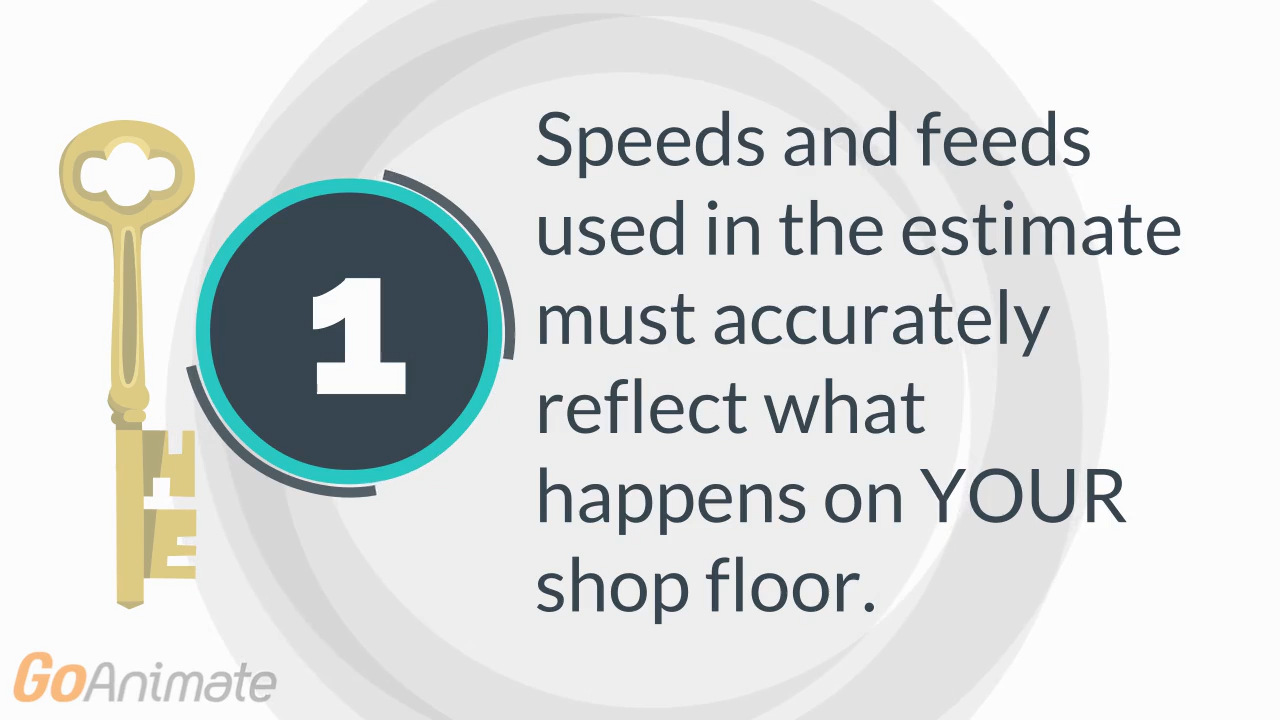 1
Speeds and feeds
used in the estimate
must accurately
reflect what
happens on YOUR
shop floor.
GoAnimate